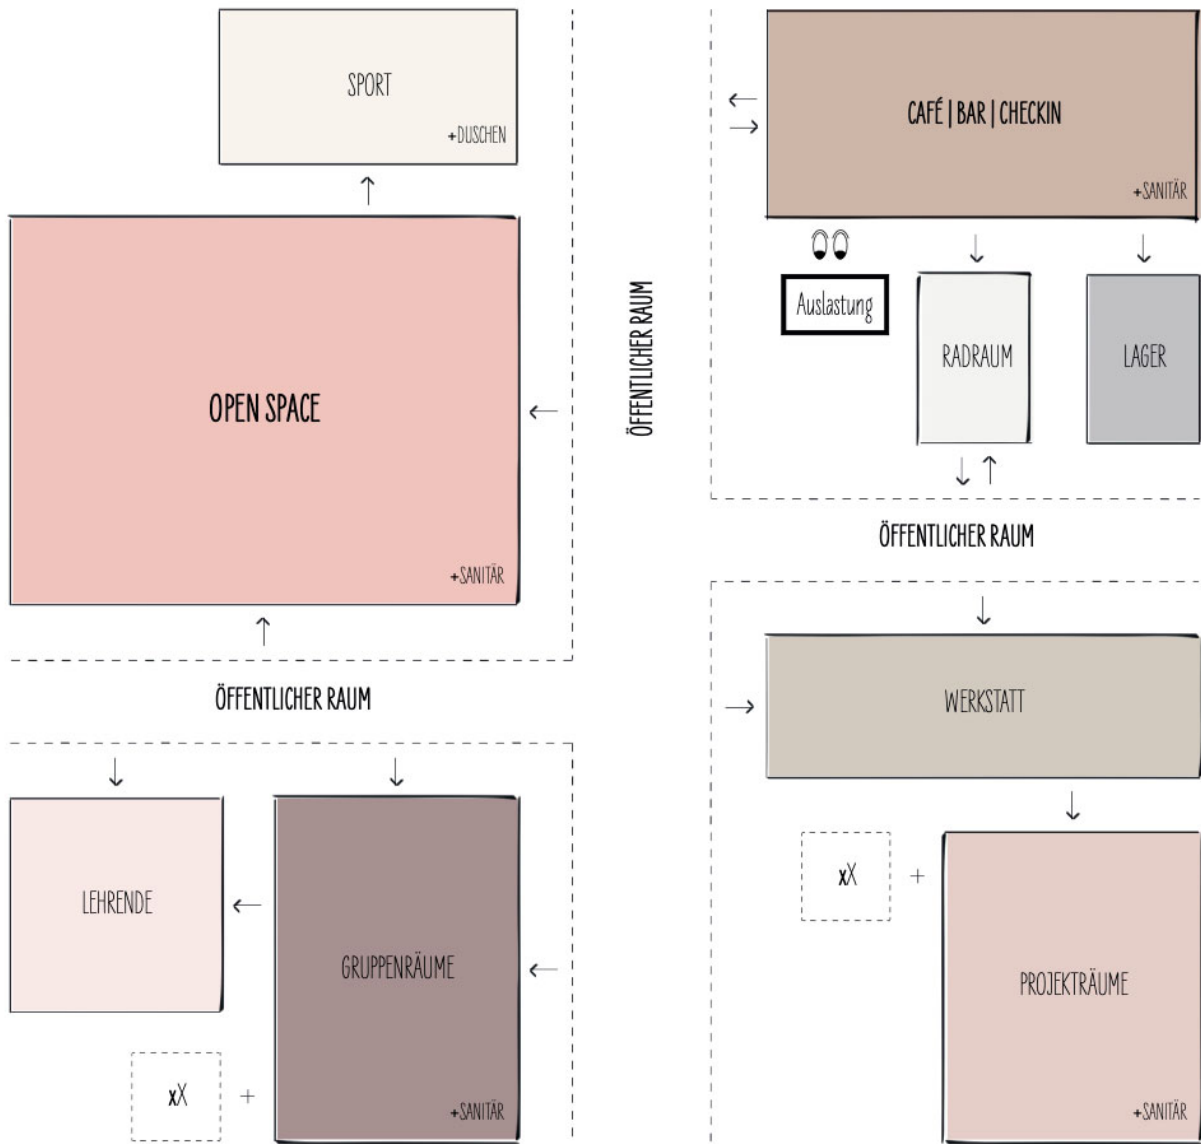 SPORT
+DUSCHEN
OPEN SPACE
+SANITÄR
ÖFFENTLICHER RAUM
LEHRENDE
GRUPPENRÄUME
xX
+
+SANITÄR
ÖFFENTLICHER RAUM
CAFÉ | BAR | CHECKIN
+SANITÄR
Auslastung
RADRAUM
LAGER
ÖFFENTLICHER RAUM
WERKSTATT
xX
+
PROJEKTRÄUME
+SANITÄR